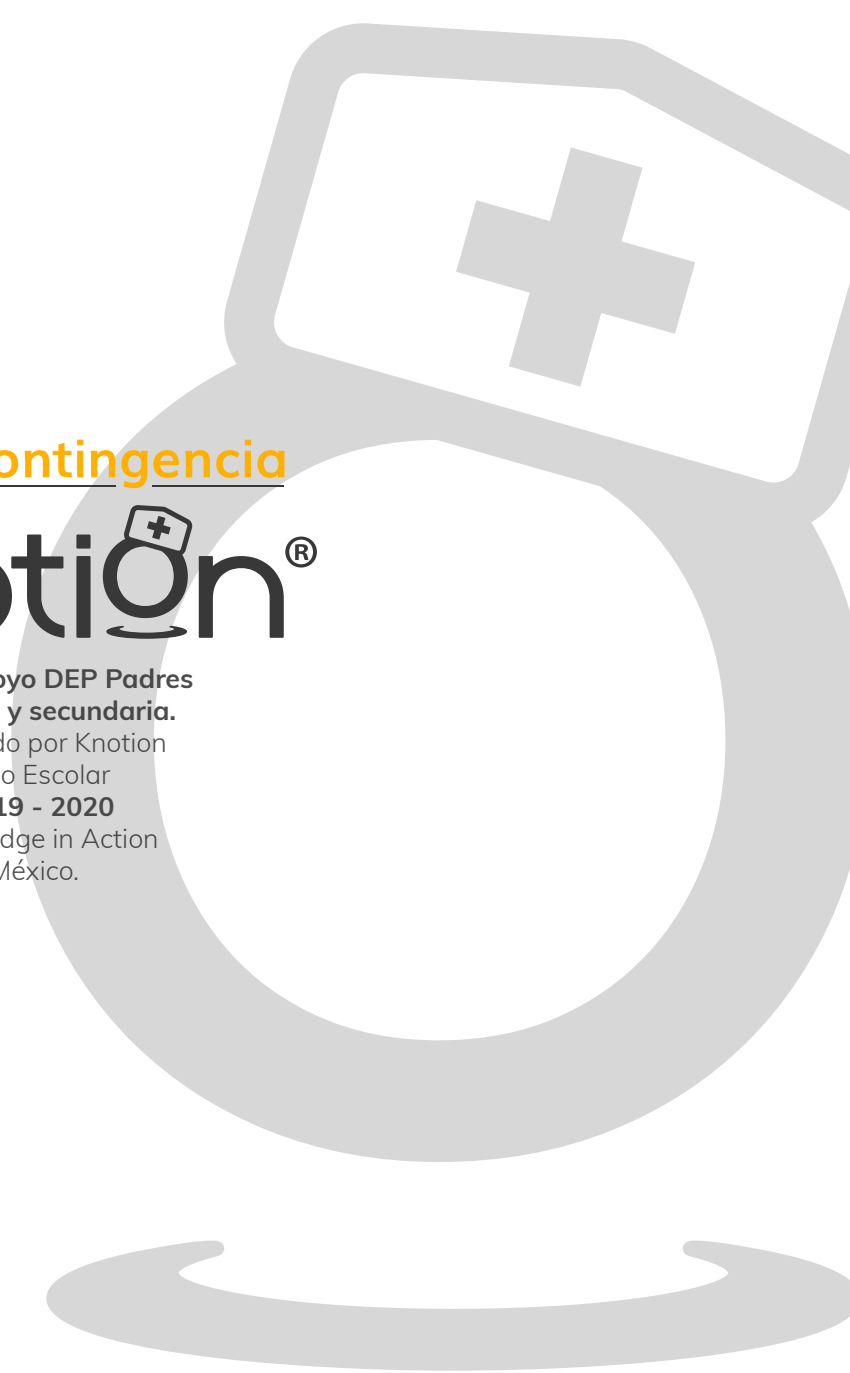 ontingencia
otion®
oyo DEP Padres
y secundaria.
do por Knotion
o Escolar
19 - 2020
dge in Action
México.